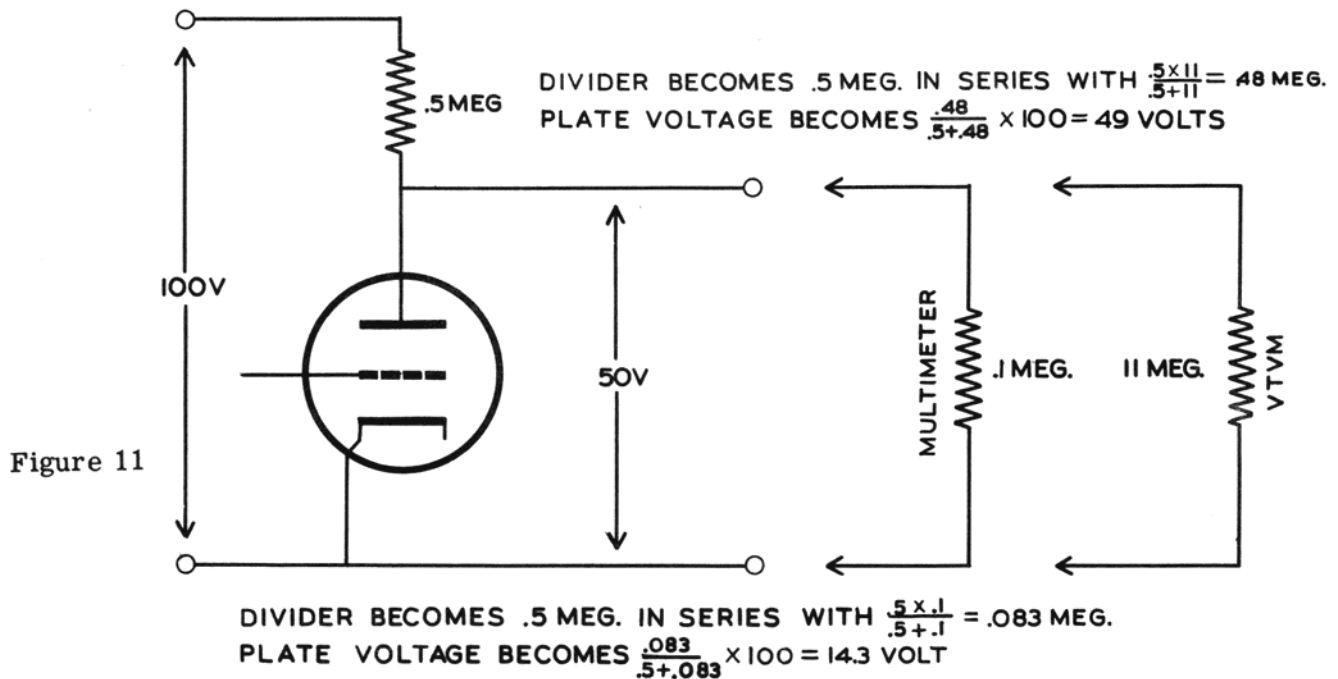 .5 MEG
DIVIDER BECOMES .5 MEG. IN SERIES WITH .5 x 11 / .5 + 11 = .48 MEG.
PLATE VOLTAGE BECOMES .48 / .5+.48 X 100 = 49 VOLTS
100V
50V
MULTIMETER
.1 MEG.
11 MEG.
VTVM
Figure 11
DIVIDER BECOMES .5 MEG. IN SERIES WITH .5 x .1 / .5 + .1 = .083 MEG.
PLATE VOLTAGE BECOMES .083 / .5+.083 X 100 = 14.3 VOLT